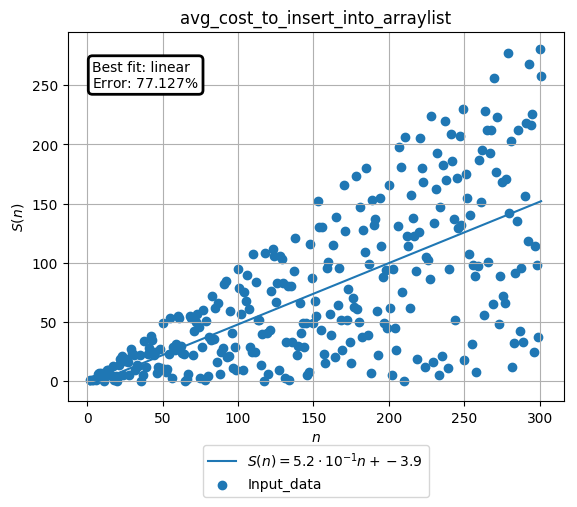 avg_cost_to_insert_into_arraylist
Best fit: linear
Error: 77.127%
250
200
150
100
50
0
S(n)
0 50 100 150 200 250 300
n
S(n) = 5.2 · 10⁻¹n + −3.9
Input_data